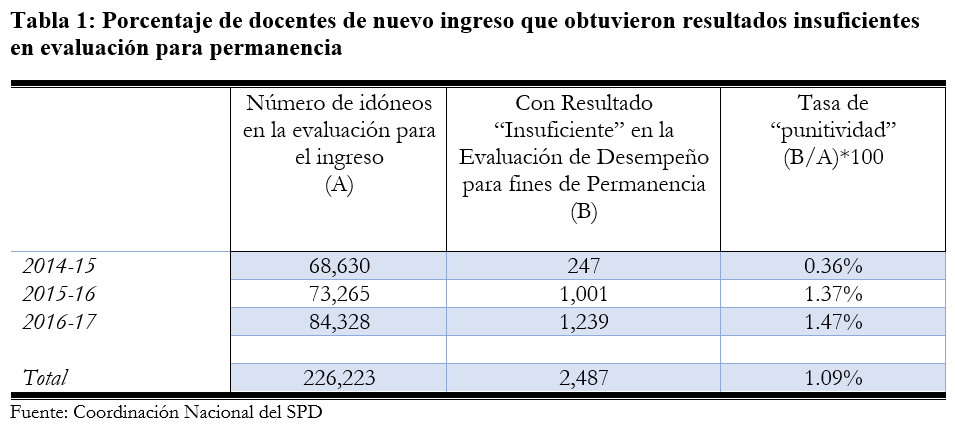 Tabla 1: Porcentaje de docentes de nuevo ingreso que obtuvieron resultados insuficientes
en evaluación para permanencia
Número de idóneos
en la evaluación para
el ingreso
(A)
Con Resultado
“Insuficiente” en la
Evaluación de Desempeño
para fines de Permanencia
(B)
Tasa de
“punitividad”
(B/A)*100
2014-15 68,630 247 0.36%
2015-16 73,265 1,001 1.37%
2016-17 84,328 1,239 1.47%
Total 226,223 2,487 1.09%
Fuente: Coordinación Nacional del SPD